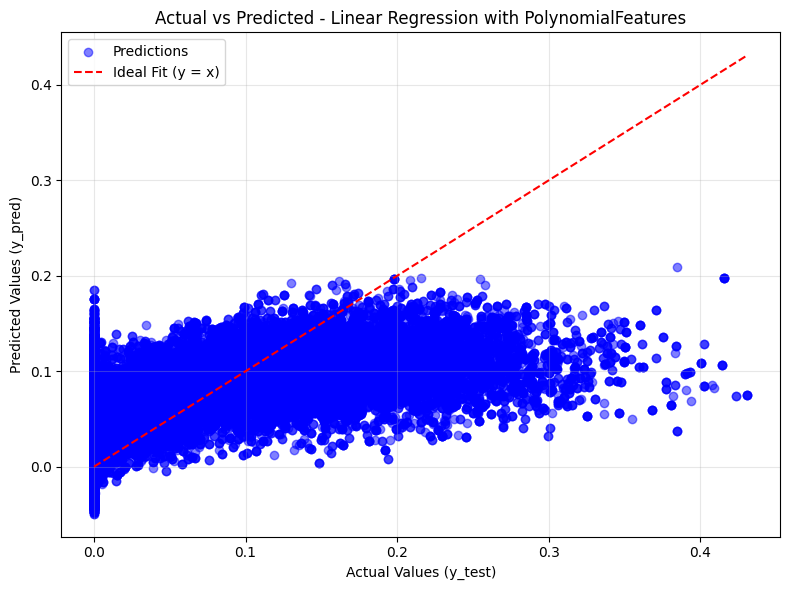 Actual vs Predicted - Linear Regression with PolynomialFeatures
Predictions
Ideal Fit (y = x)
Predicted Values (y_pred)
0.4
0.3
0.2
0.1
0.0
0.0
0.1
0.2
0.3
0.4
Actual Values (y_test)